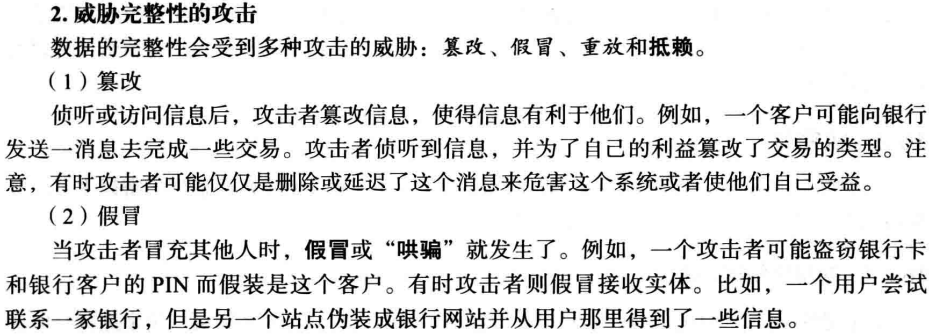 2. 威胁完整性的攻击
数据的完整性会受到多种攻击的威胁：篡改、假冒、重放和抵赖。
（1）篡改
侦听或访问信息后，攻击者篡改信息，使得信息有利于他们。例如，一个客户可能向银行
发送一消息去完成一些交易。攻击者侦听到信息，并为了自己的利益篡改了交易的类型。注
意，有时攻击者可能仅仅是删除或延迟了这个消息来危害这个系统或者使他们自己受益。
（2）假冒
当攻击者冒充其他人时，假冒或“哄骗”就发生了。例如，一个攻击者可能盗窃银行卡
和银行客户的 PIN 而假装是这个客户。有时攻击者则假冒接收实体。比如，一个用户尝试
联系一家银行，但是另一个站点伪装成银行网站并从用户那里得到了一些信息。